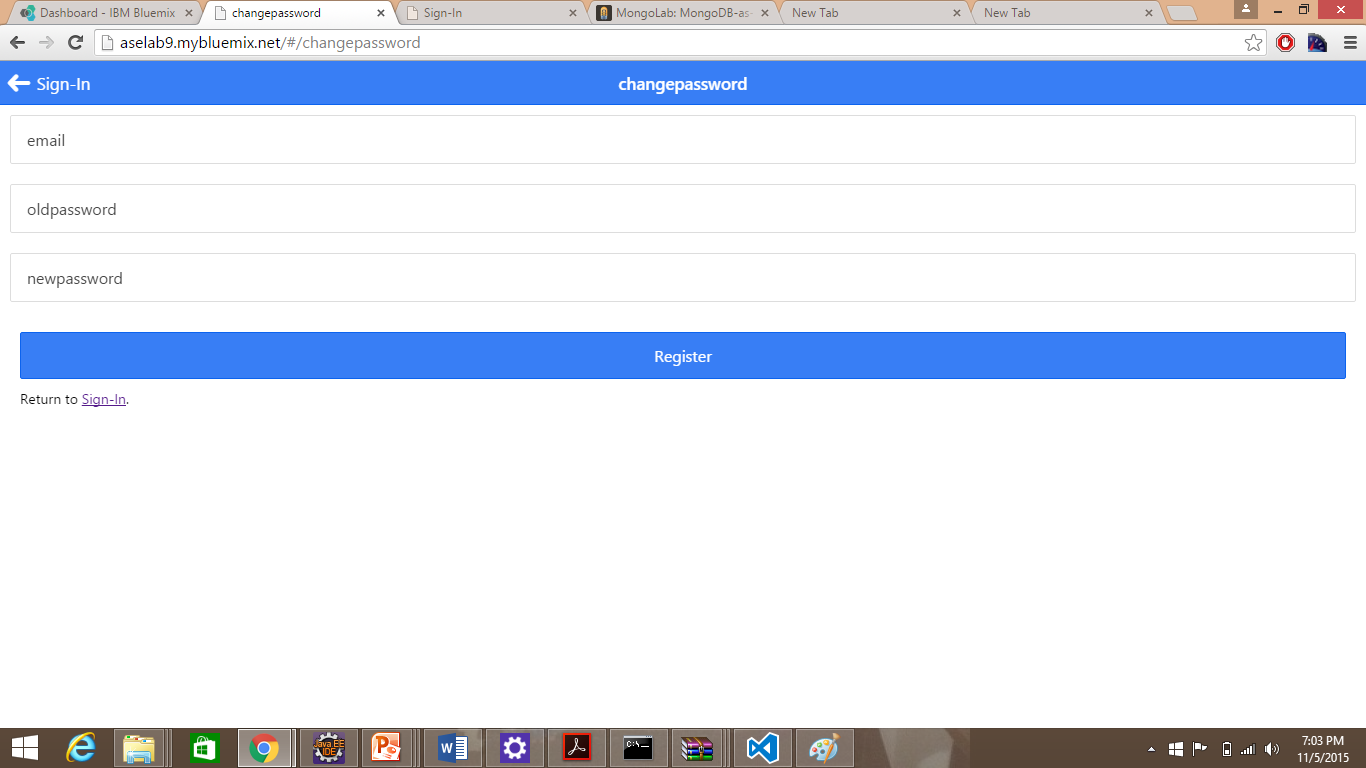 Dashboard - IBM Bluemix
changepassword
Sign-In
MongoLab: MongoDB-as-
New Tab
New Tab
aselab9.mybluemix.net/#/changepassword
Sign-In
changepassword
email
oldpassword
newpassword
Register
Return to Sign-In.
Java EE
IDE
C:\._
7:03 PM
11/5/2015